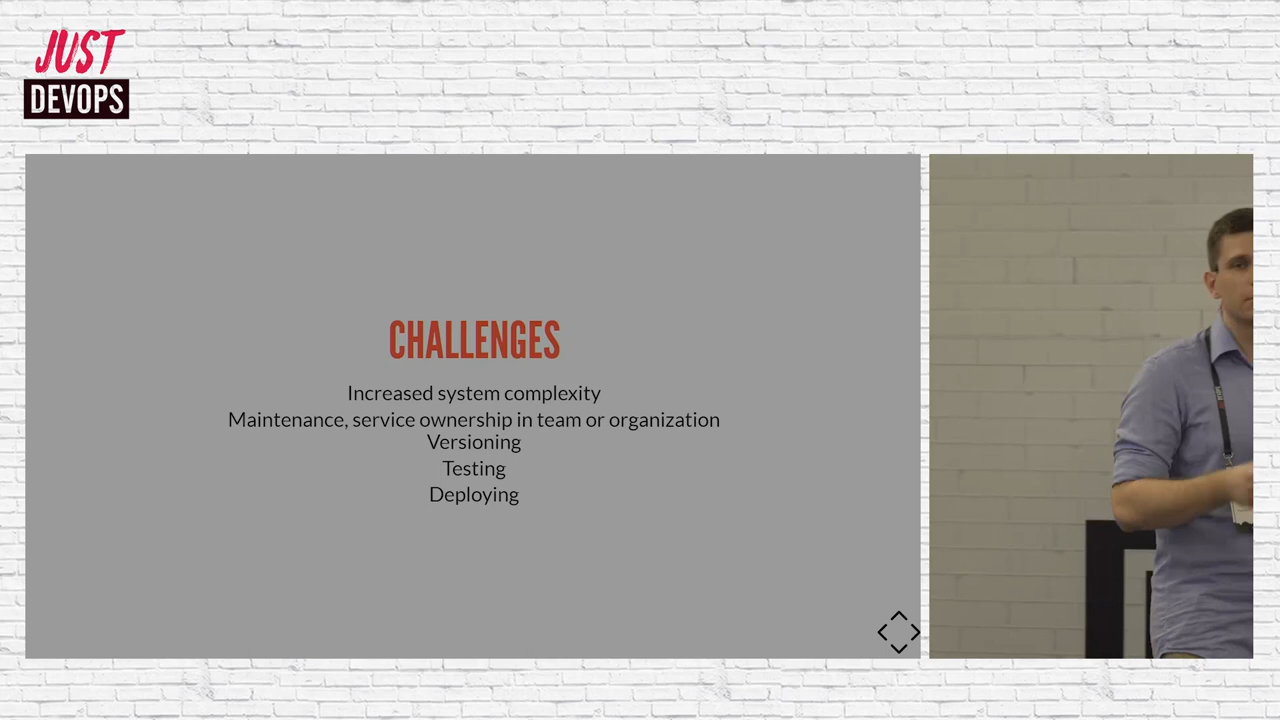 JUST
DEVOPS
CHALLENGES
Increased system complexity
Maintenance, service ownership in team or organization
Versioning
Testing
Deploying